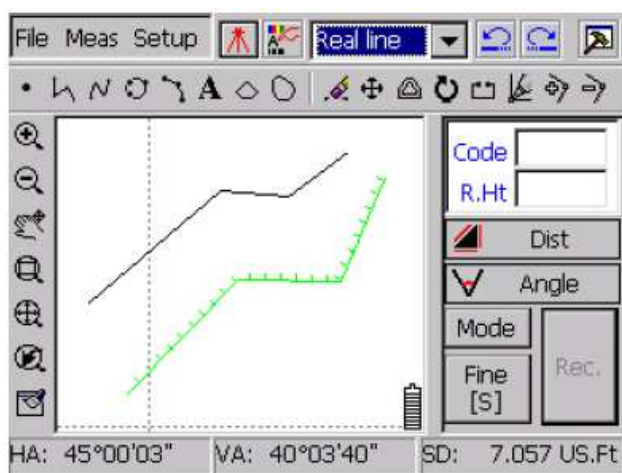 File Meas Setup Real line
A
Code
R.Ht
Dist
Angle
Mode
Rec.
Fine
[S]
HA: 45°00'03" VA: 40°03'40" SD: 7.057 US.Ft